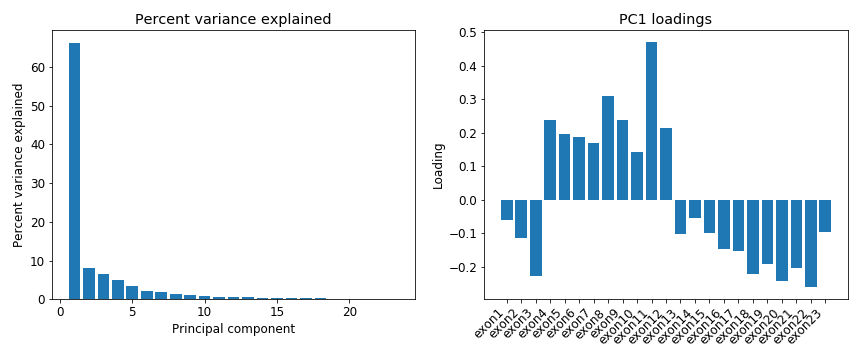 Percent variance explained
Percent variance explained
60
50
40
30
20
10
0
0 5 10 15 20
Principal component
PC1 loadings
Loading
0.5
0.4
0.3
0.2
0.1
0.0
−0.1
−0.2
exon1
exon2
exon3
exon4
exon5
exon6
exon7
exon8
exon9
exon10
exon11
exon12
exon13
exon14
exon15
exon16
exon17
exon18
exon19
exon20
exon21
exon22
exon23